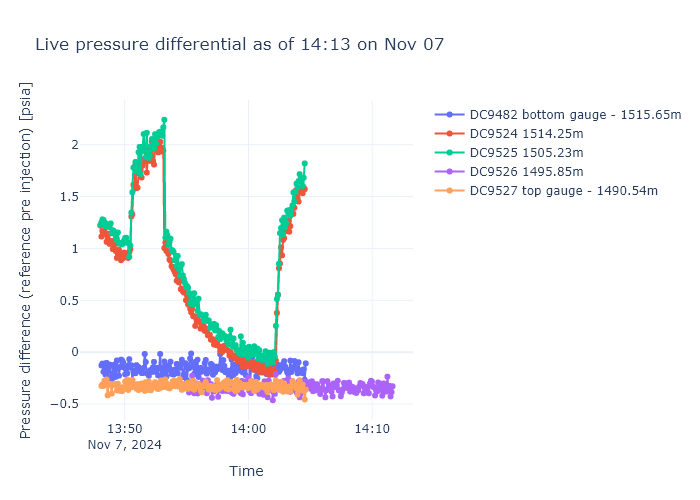 Live pressure differential as of 14:13 on Nov 07
Pressure difference (reference pre injection) [psia]
2
1.5
1
0.5
0
−0.5
13:50
Nov 7, 2024
14:00
14:10
Time
DC9482 bottom gauge - 1515.65m
DC9524 1514.25m
DC9525 1505.23m
DC9526 1495.85m
DC9527 top gauge - 1490.54m